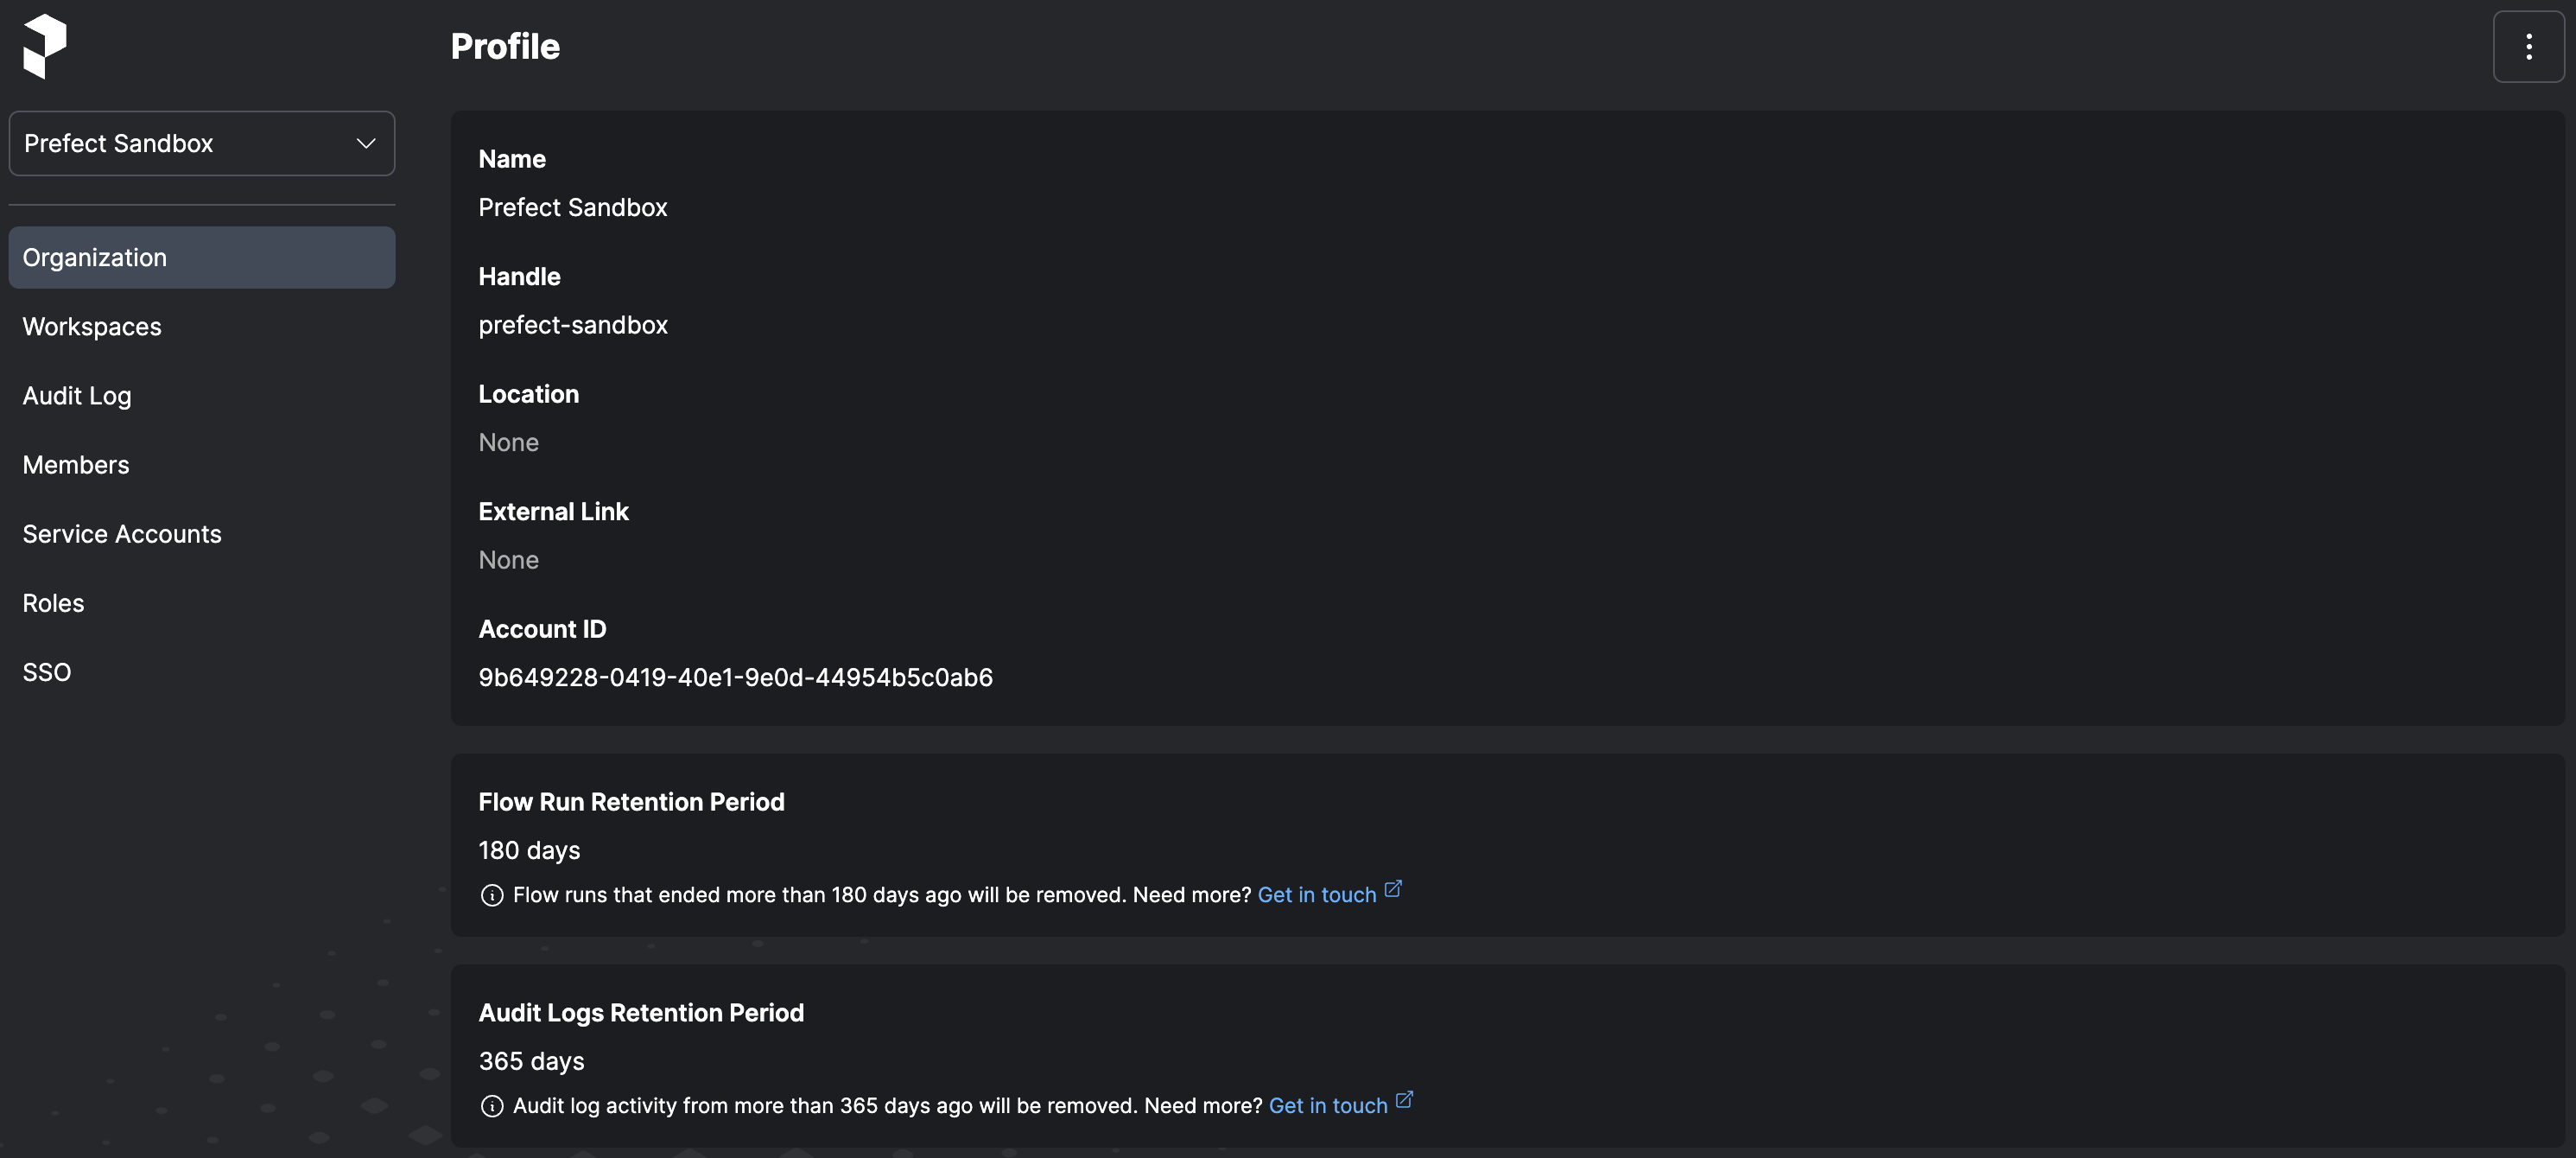 Prefect Sandbox
Organization
Workspaces
Audit Log
Members
Service Accounts
Roles
SSO
Profile
Name
Prefect Sandbox
Handle
prefect-sandbox
Location
None
External Link
None
Account ID
9b649228-0419-40e1-9e0d-44954b5c0ab6
Flow Run Retention Period
180 days
Flow runs that ended more than 180 days ago will be removed. Need more? Get in touch
Audit Logs Retention Period
365 days
Audit log activity from more than 365 days ago will be removed. Need more? Get in touch